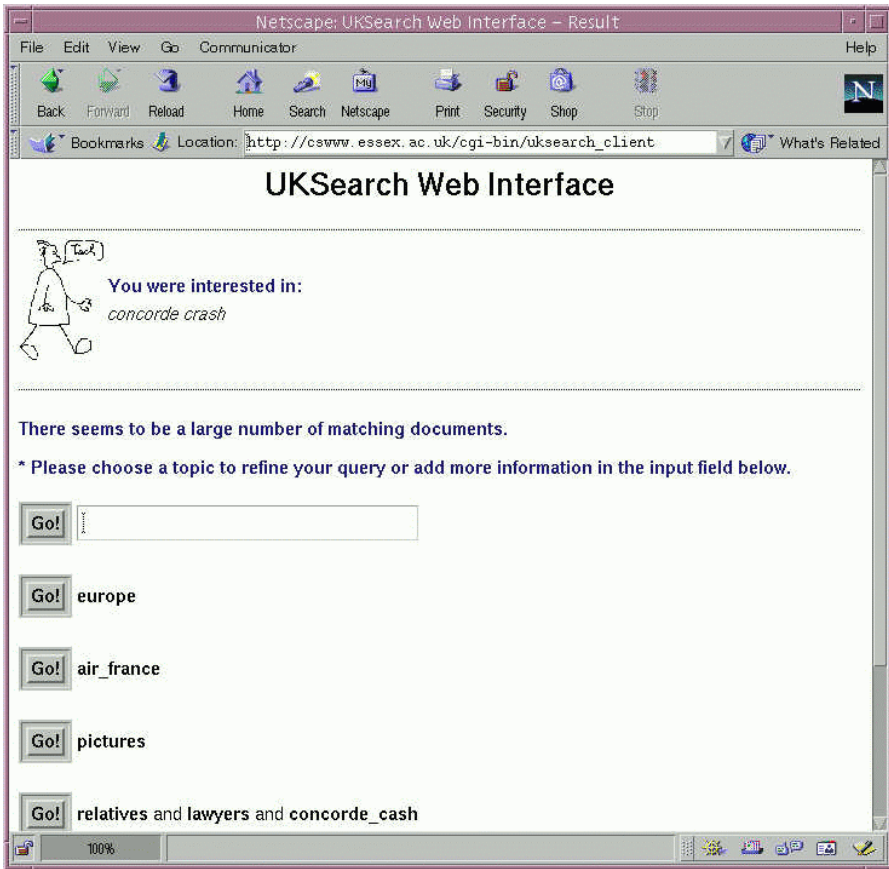 Netscape: UKSearch Web Interface – Result
File Edit View Go Communicator Help
Back Forward Reload Home Search Netscape Print Security Shop Stop
My
N
Bookmarks Location: http://cswww.essex.ac.uk/cgi-bin/uksearch_client What's Related
UKSearch Web Interface
You were interested in:
concorde crash
There seems to be a large number of matching documents.
* Please choose a topic to refine your query or add more information in the input field below.
Go!
Go! europe
Go! air_france
Go! pictures
Go! relatives and lawyers and concorde_cash
100%